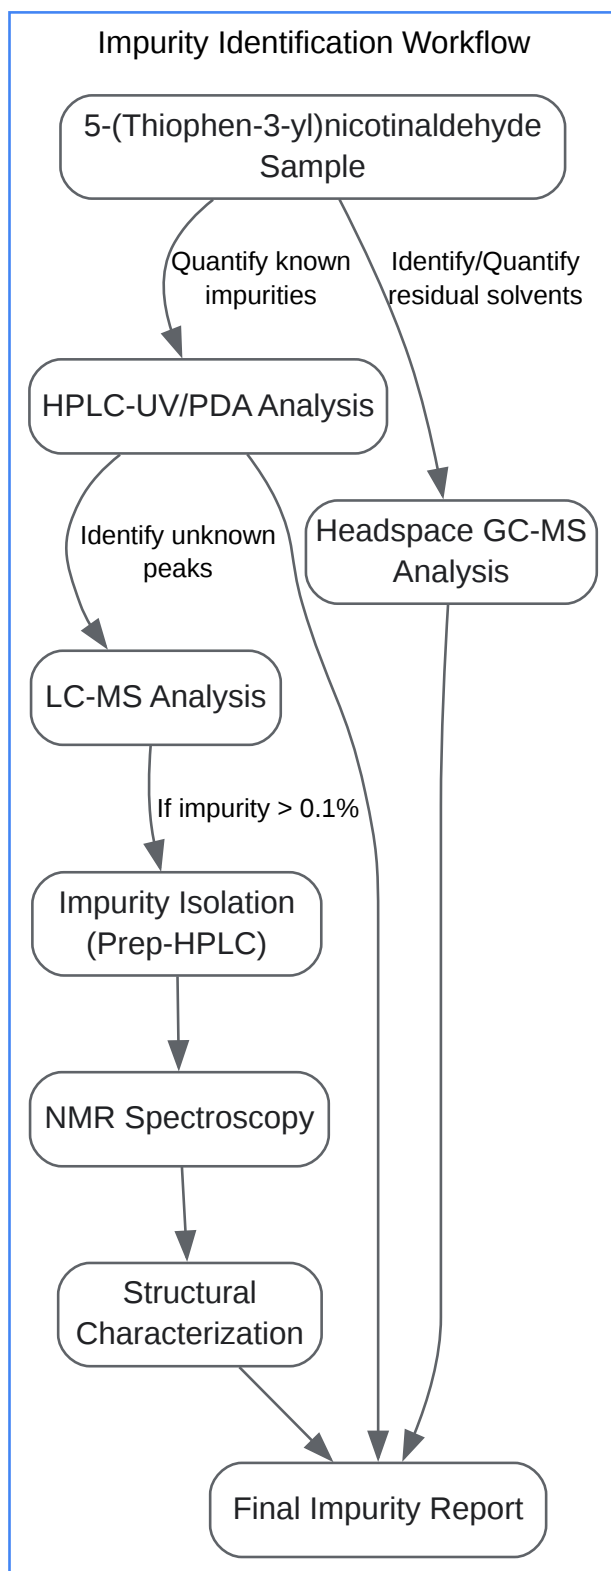 Impurity Identification Workflow
5-(Thiophen-3-yl)nicotinaldehyde
Sample
Quantify known
impurities
Identify/Quantify
residual solvents
HPLC-UV/PDA Analysis
Identify unknown
peaks
Headspace GC-MS
Analysis
LC-MS Analysis
If impurity > 0.1%
Impurity Isolation
(Prep-HPLC)
NMR Spectroscopy
Structural
Characterization
Final Impurity Report